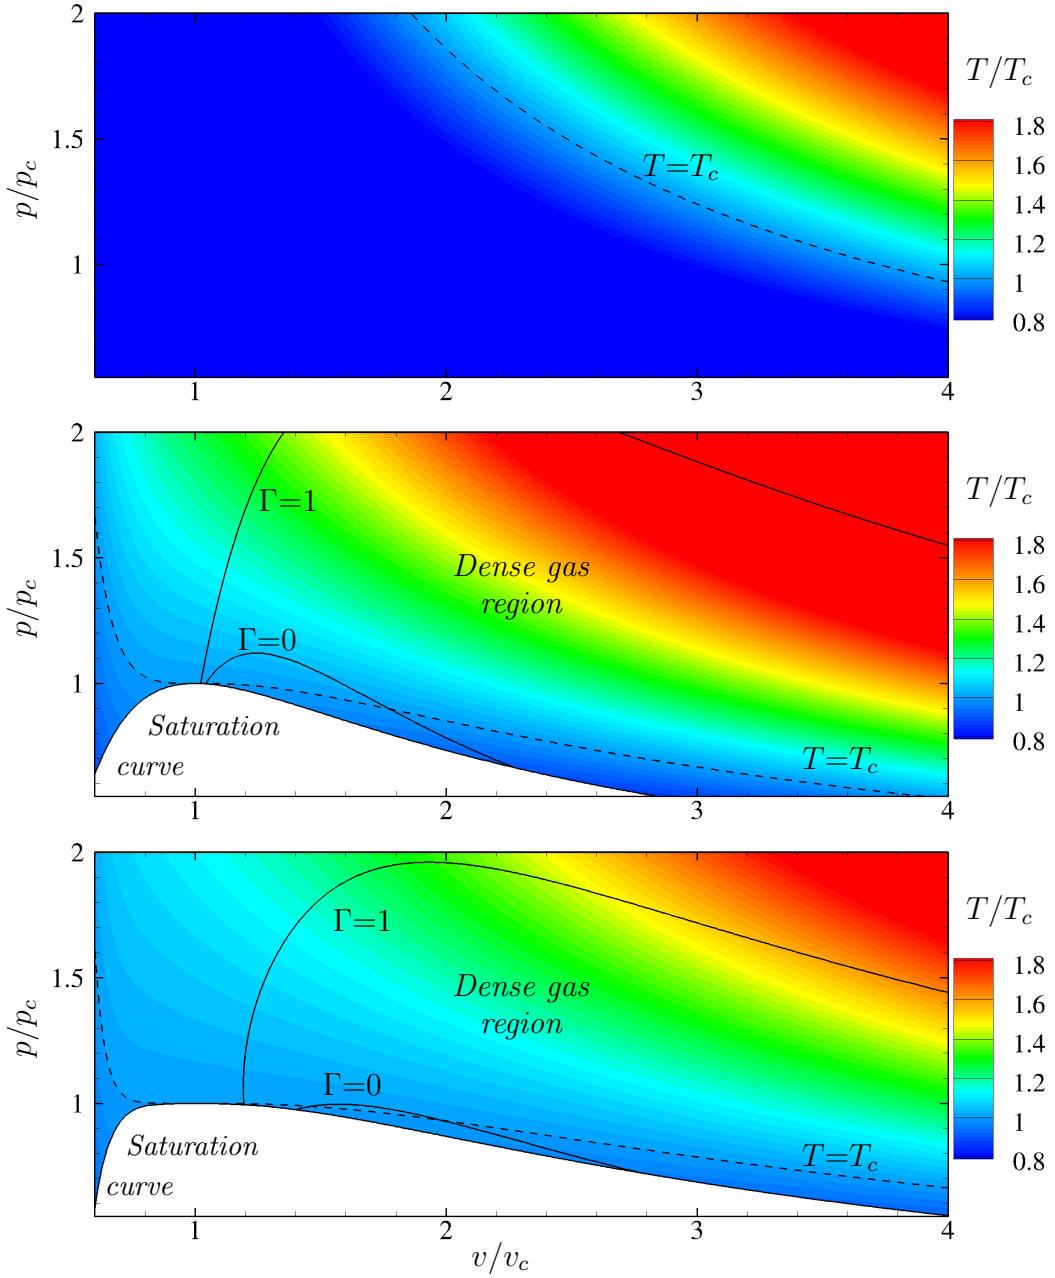 2
1.5
1
p/p_c
T=T_c
T/T_c
1.8
1.6
1.4
1.2
1
0.8
1 2 3 4
2
1.5
1
p/p_c
Γ=1
Γ=0
Dense gas
region
Saturation
curve
T=T_c
T/T_c
1.8
1.6
1.4
1.2
1
0.8
1 2 3 4
2
1.5
1
p/p_c
Γ=1
Γ=0
Dense gas
region
Saturation
curve
T=T_c
T/T_c
1.8
1.6
1.4
1.2
1
0.8
1 2 3 4
v/v_c